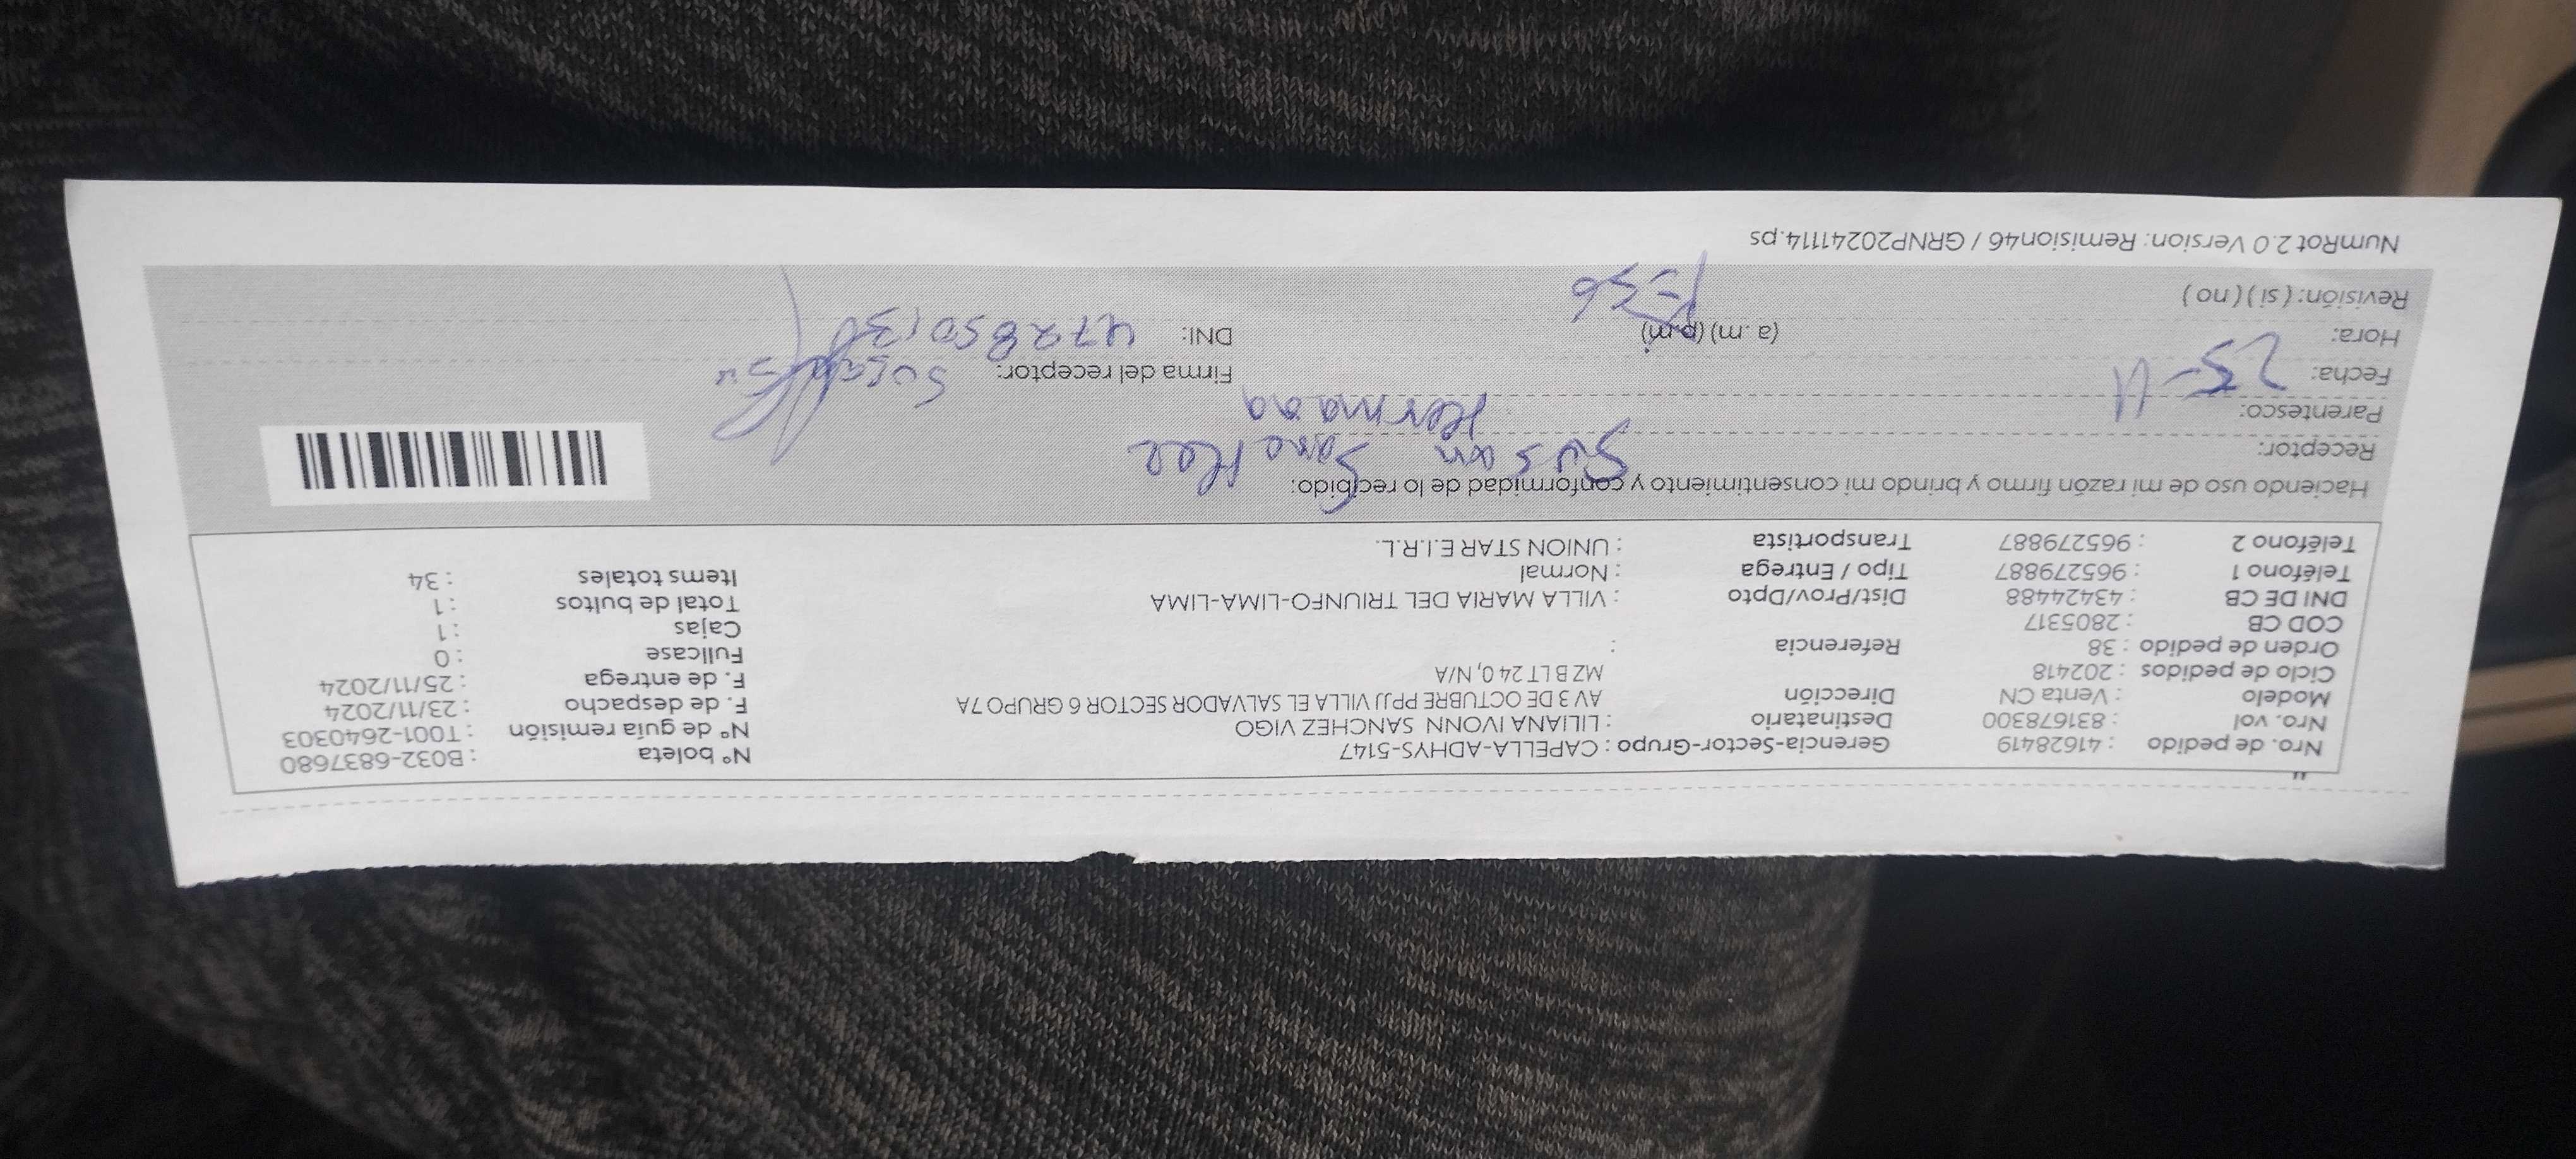 Nro. de pedido : 41628419 Gerencia-Sector-Grupo : CAPELLA-ADHYS-5147 N° boleta : B032-6837680
Nro. vol : 831678300 Destinatario : LILIANA IVONN SANCHEZ VIGO N° de guía remisión : T001-2640303
Modelo : Venta CN Dirección AV 3 DE OCTUBRE PPJJ VILLA EL SALVADOR SECTOR 6 GRUPO 7A F. de despacho : 23/11/2024
Ciclo de pedidos : 202418 MZ B LT 24 0, N/A F. de entrega : 25/11/2024
Orden de pedido : 38 Referencia : Fullcase : 0
COD CB : 2805317 Cajas : 1
DNI DE CB : 43424488 Dist/Prov/Dpto : VILLA MARIA DEL TRIUNFO-LIMA-LIMA Total de bultos : 1
Teléfono 1 : 965279887 Tipo / Entrega : Normal Items totales : 34
Teléfono 2 : 965279887 Transportista : UNION STAR E.I.R.L.
Haciendo uso de mi razón firmo y brindo mi consentimiento y conformidad de lo recibido:
Receptor: Susan
Parentesco: Hermana
Fecha: 25-11 Firma del receptor:
Hora: (a.m) (p.m) DNI:
Revisión: ( si ) ( no )
NumRot 2.0 Version: Remision46 / GRNP20241114.ps